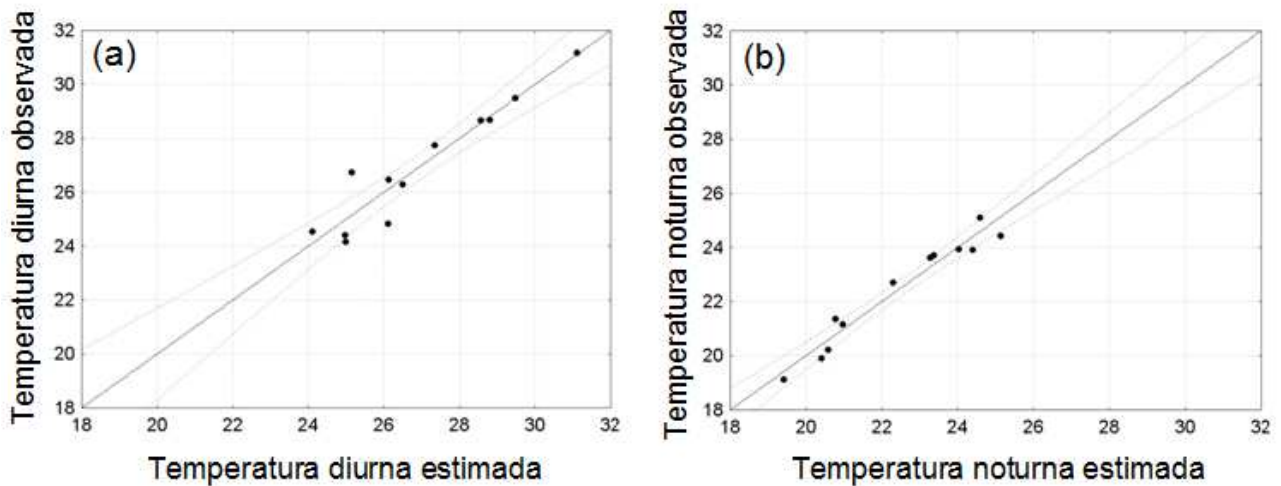 (a)
Temperatura diurna observada
32
30
28
26
24
22
20
18
18 20 22 24 26 28 30 32
Temperatura diurna estimada
(b)
Temperatura noturna observada
32
30
28
26
24
22
20
18
18 20 22 24 26 28 30 32
Temperatura noturna estimada